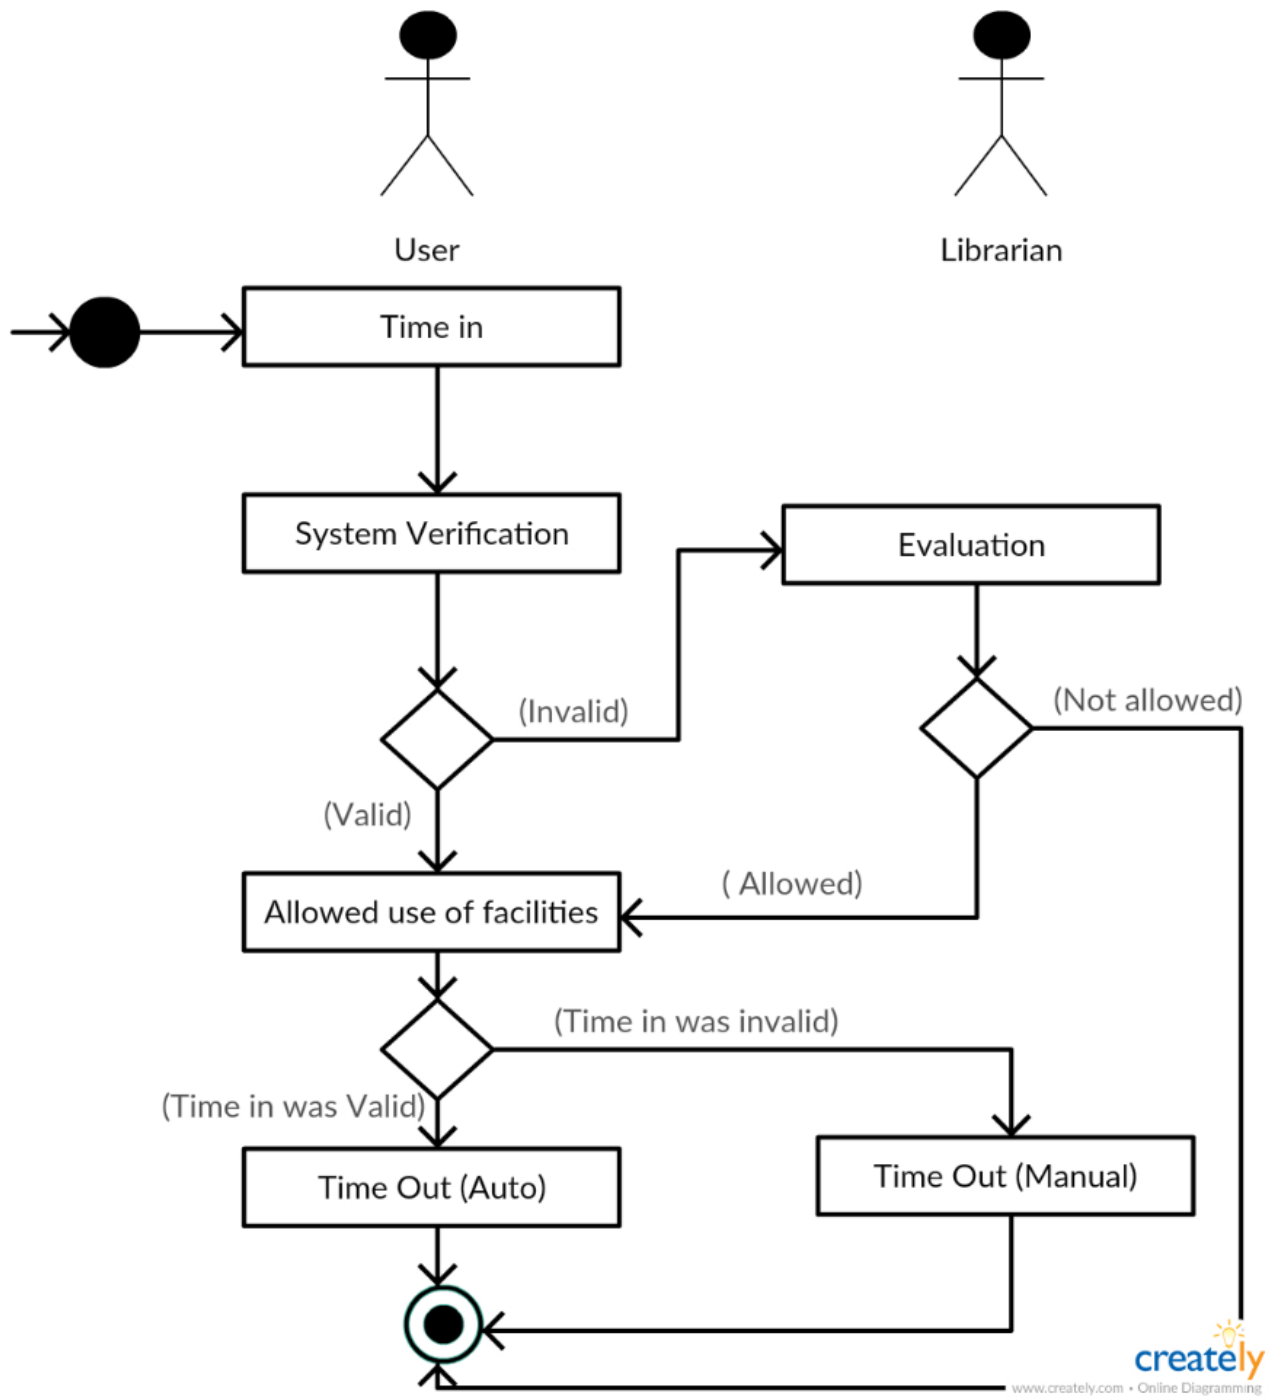 User
Librarian
Time in
System Verification
Evaluation
(Invalid)
(Not allowed)
(Valid)
( Allowed)
Allowed use of facilities
(Time in was invalid)
(Time in was Valid)
Time Out (Auto)
Time Out (Manual)
creately
www.creately.com • Online Diagramming